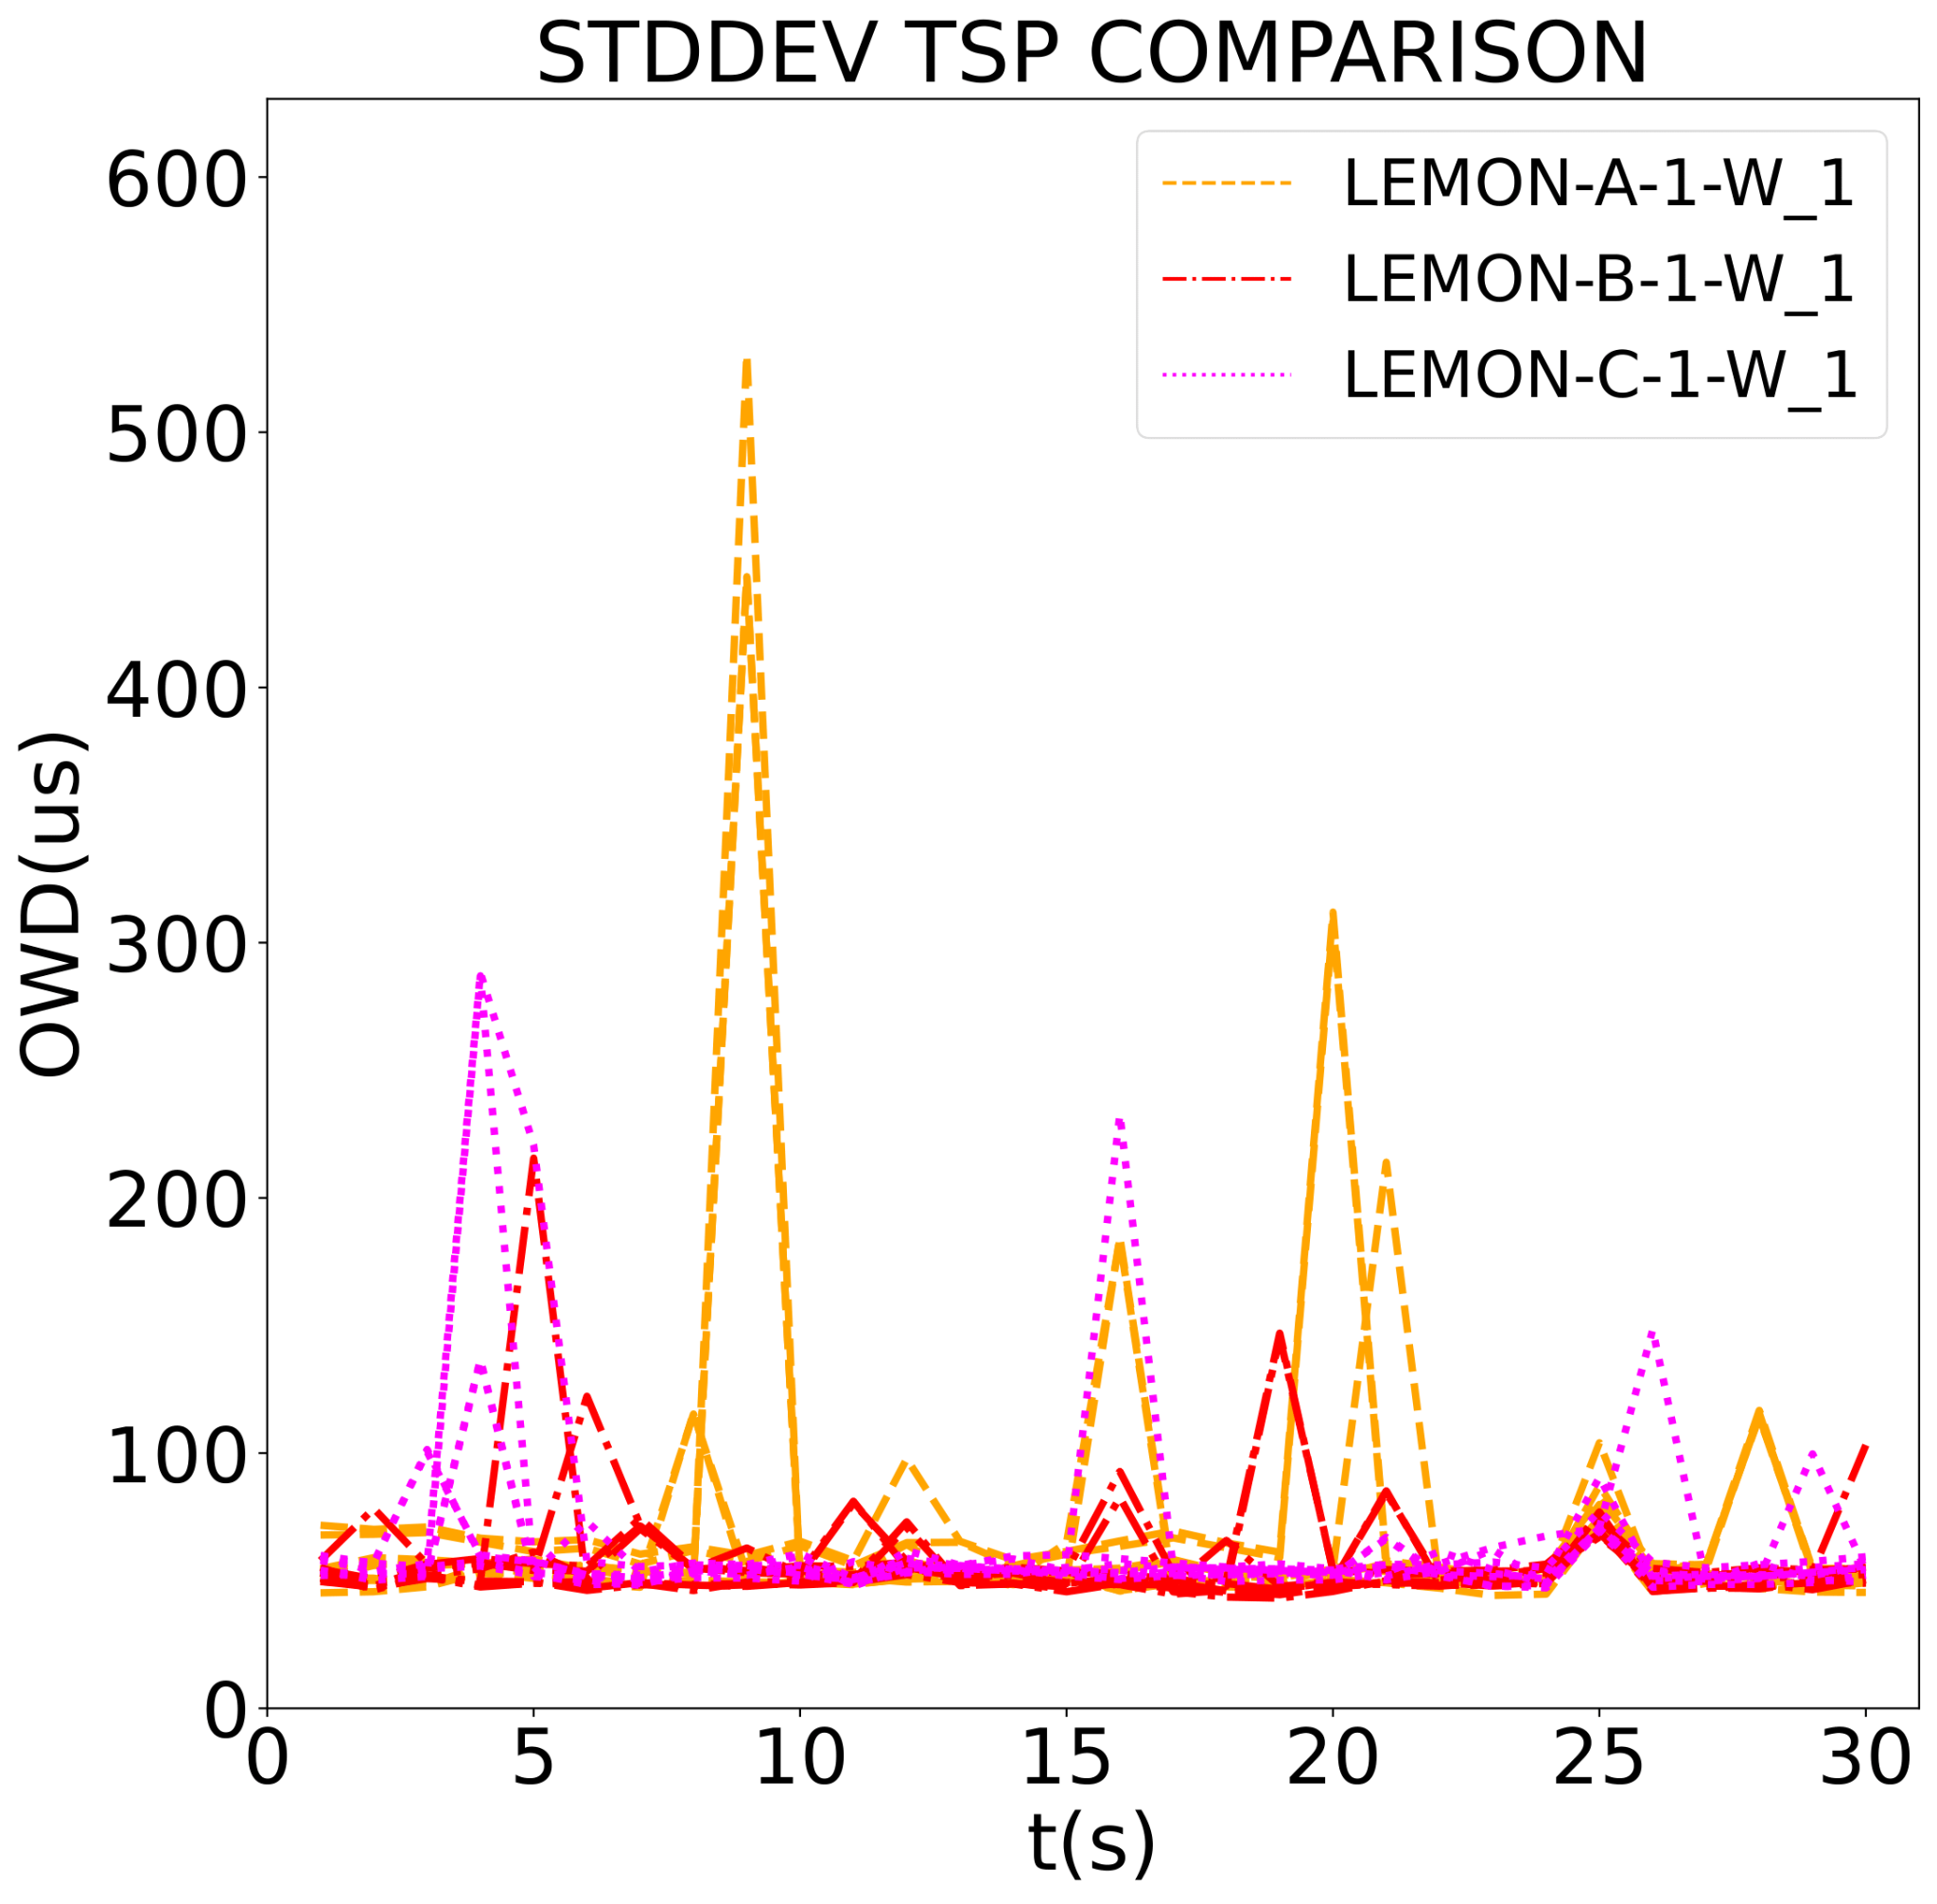 STDDEV TSP COMPARISON
LEMON-A-1-W_1
LEMON-B-1-W_1
LEMON-C-1-W_1
OWD(us)
600
500
400
300
200
100
0
0 5 10 15 20 25 30
t(s)